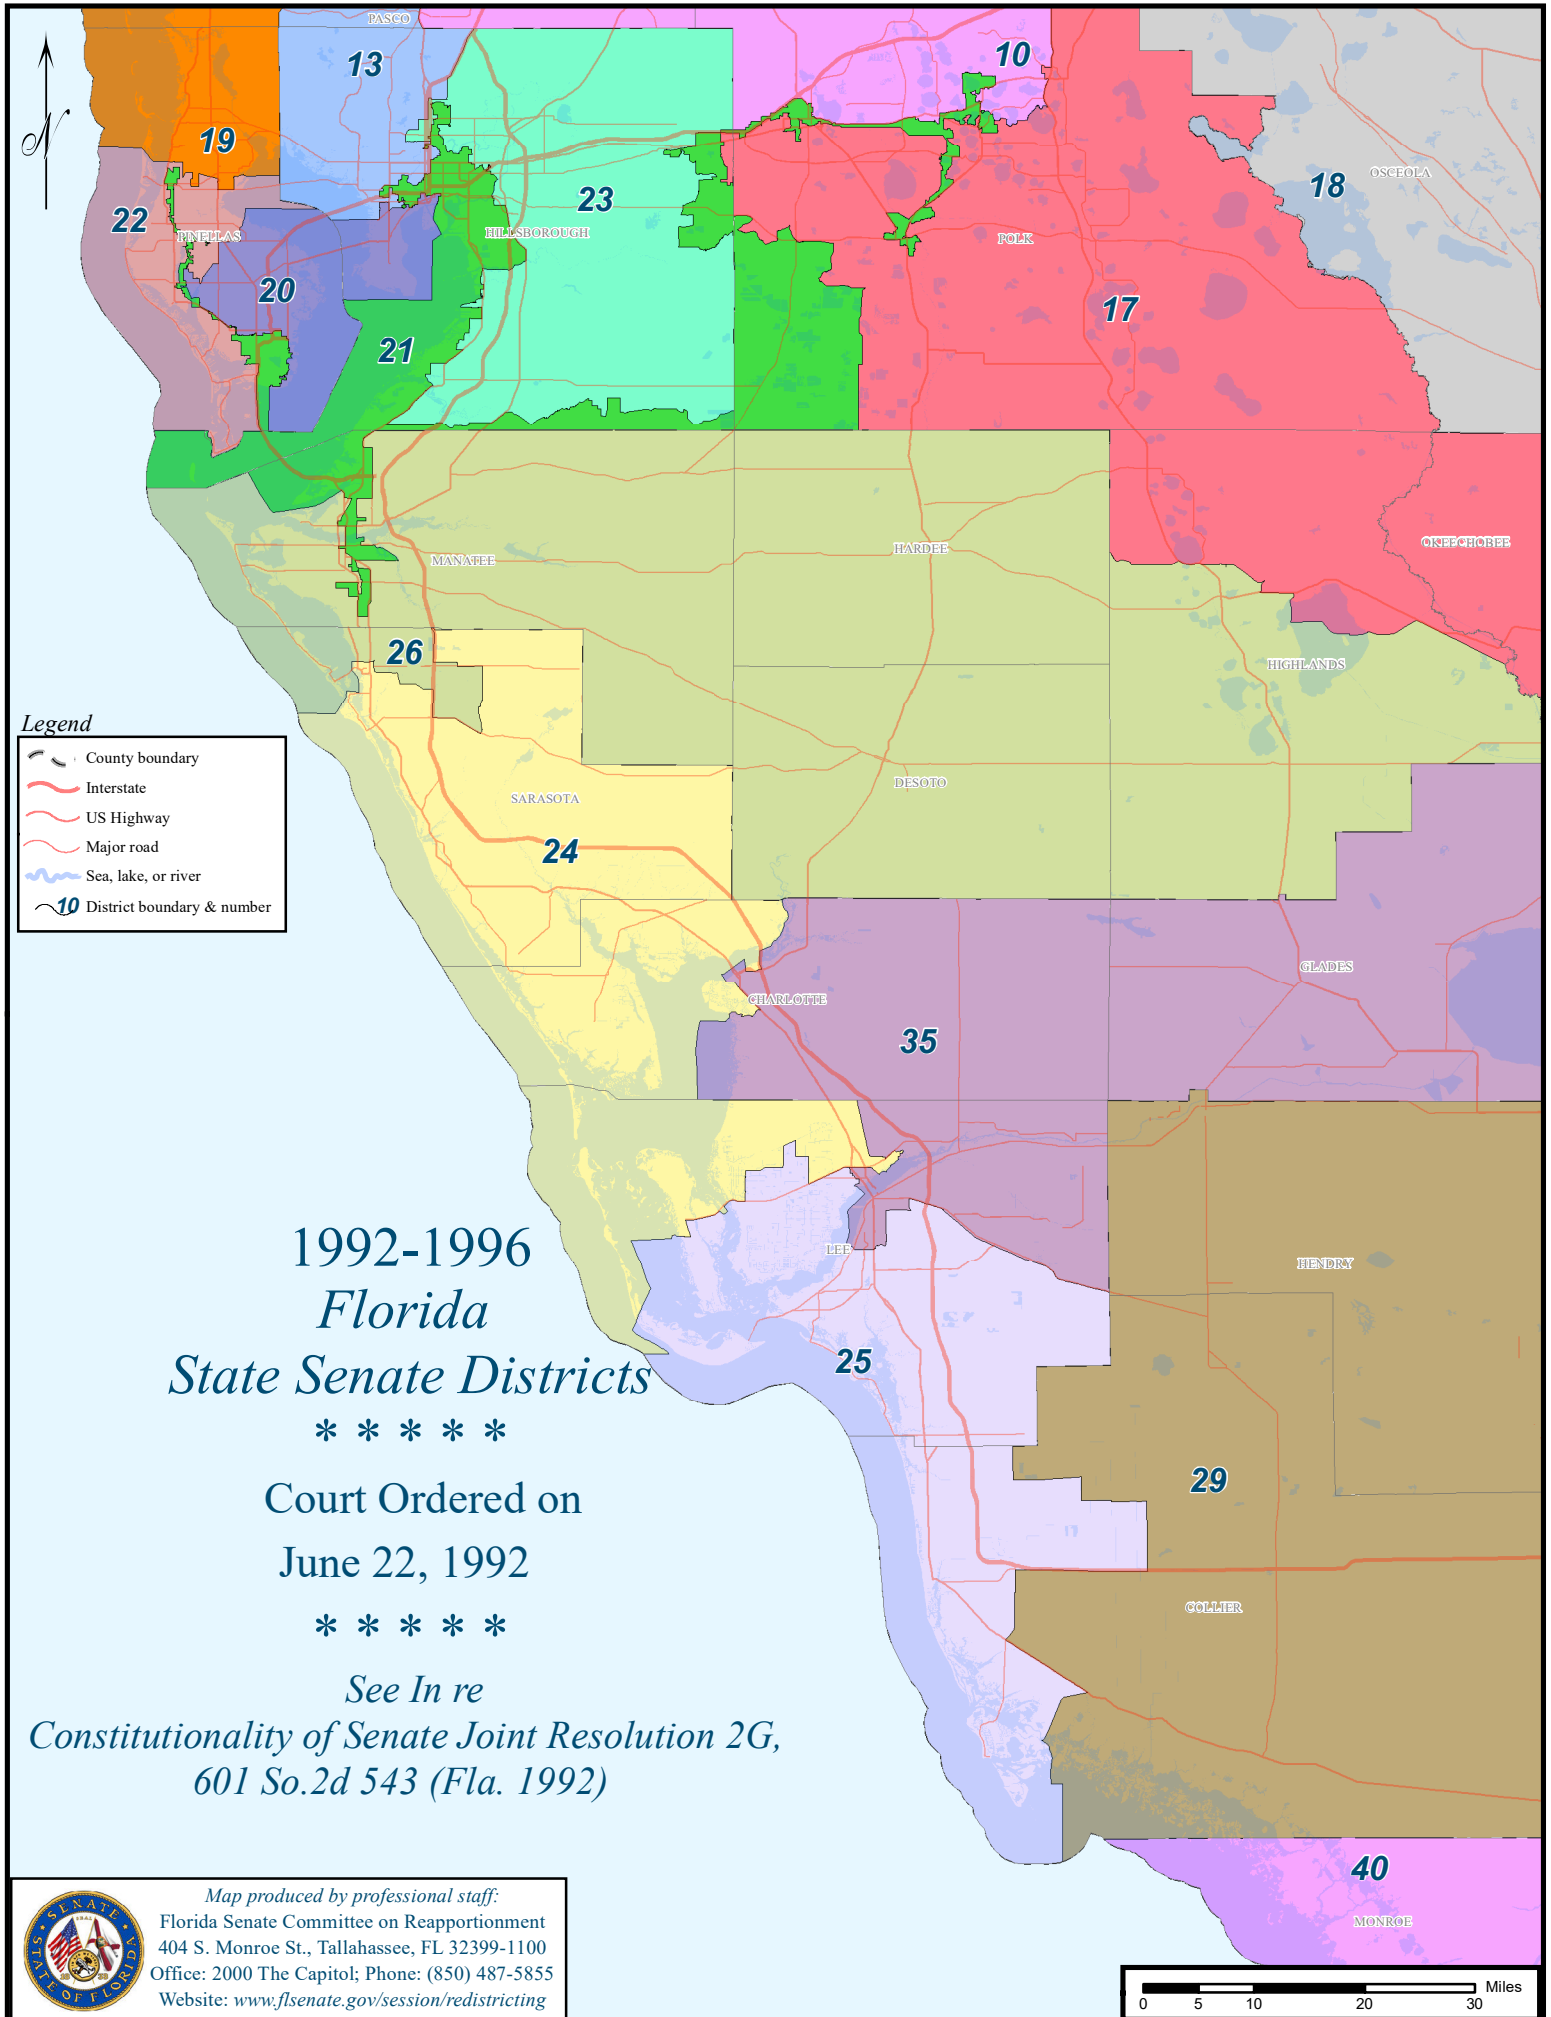 PASCO
13
10
N
19
18
OSCEOLA
23
22
PINELLAS
HILLSBOROUGH
POLK
20
17
21
OKEECHOBEE
HARDEE
MANATEE
26
HIGHLANDS
Legend
County boundary
Interstate
US Highway
Major road
Sea, lake, or river
10 District boundary & number
DESOTO
SARASOTA
24
GLADES
CHARLOTTE
35
1992-1996
Florida
State Senate Districts
* * * * *
Court Ordered on
June 22, 1992
* * * * *
See In re
Constitutionality of Senate Joint Resolution 2G,
601 So.2d 543 (Fla. 1992)
LEE
HENDRY
25
29
COLLIER
40
MONROE
SENATE
STATE OF FLORIDA
Map produced by professional staff:
Florida Senate Committee on Reapportionment
404 S. Monroe St., Tallahassee, FL 32399-1100
Office: 2000 The Capitol; Phone: (850) 487-5855
Website: www.flsenate.gov/session/redistricting
Miles
0 5 10 20 30